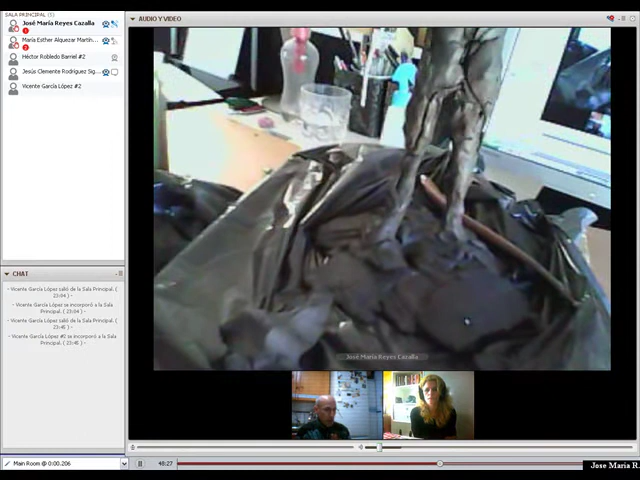 SALA PRINCIPAL (5)
José María Reyes Cazalla
1
María Esther Alquezar Martín...
2
Héctor Robledo Barriel #2
Jesús Clemente Rodríguez Sig...
Vicente García López #2
AUDIO Y VIDEO
José María Reyes Cazalla
CHAT
- Vicente García López salió de la Sala Principal. (
23:04 ) -
- Vicente García López se incorporó a la Sala
Principal. ( 23:04 ) -
- Vicente García López salió de la Sala Principal. (
23:45 ) -
- Vicente García López #2 se incorporó a la Sala
Principal. ( 23:45 ) -
Main Room @ 0:00.206
48:27
Jose Maria R.